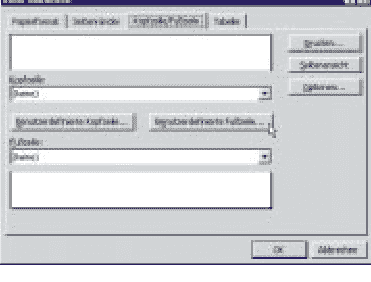 Papierformat Seitenränder Kopfzeile/Fußzeile Tabelle
Drucken...
Seitenansicht
Optionen...
Kopfzeile:
(keine)
Benutzerdefinierte Kopfzeile... Benutzerdefinierte Fußzeile...
Fußzeile:
(keine)
OK Abbrechen